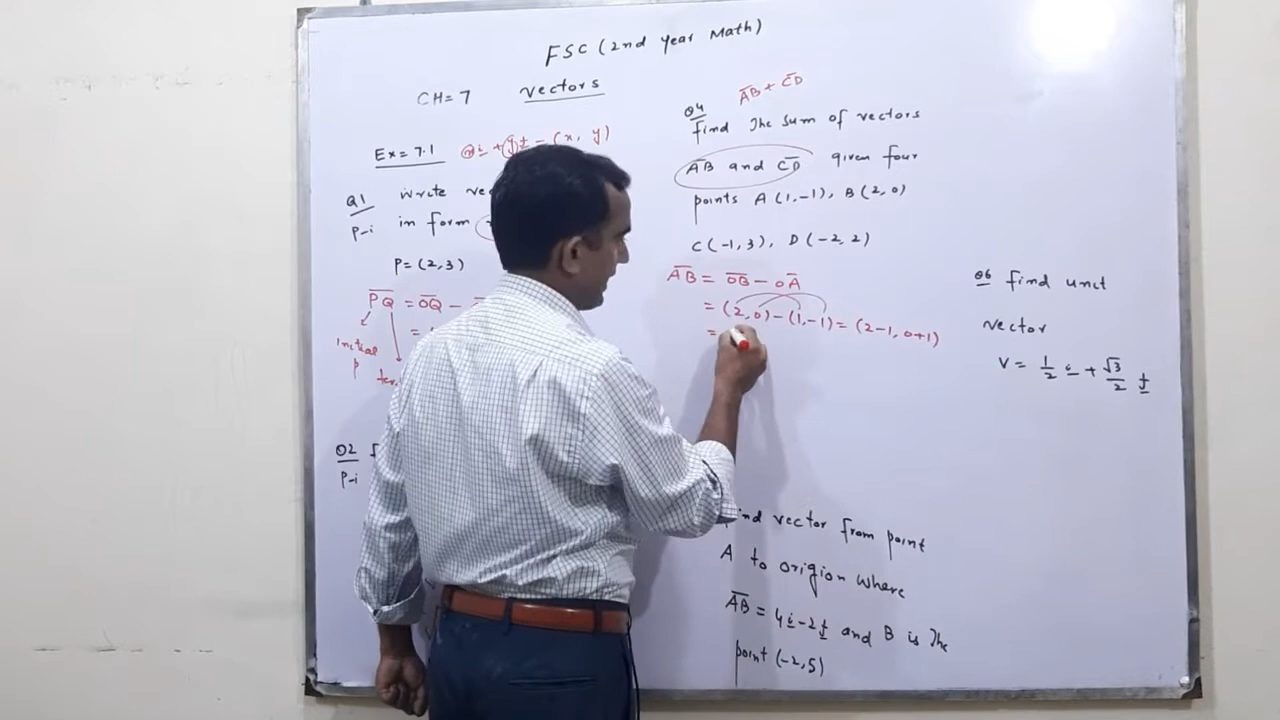 FSC (2nd Year Math)
CH=7 Vectors
Ex=7.1 xi + yj = (x, y)
Q1 write
P-i in form
P=(2,3)
PQ = OQ -
=
Initial
P
ter
Q2
P-i
AB + CD
Q4
find The sum of vectors
AB and CD given four
points A(1,-1), B(2,0)
C(-1,3), D(-2,2)
AB = OB - OA
= (2,0)-(1,-1)= (2-1, 0+1)
=
find vector from point
A to origion where
AB = 4i-2j and B is The
point (-2,5)
Q6 find unit
vector
V= 1/2 i + √3/2 j